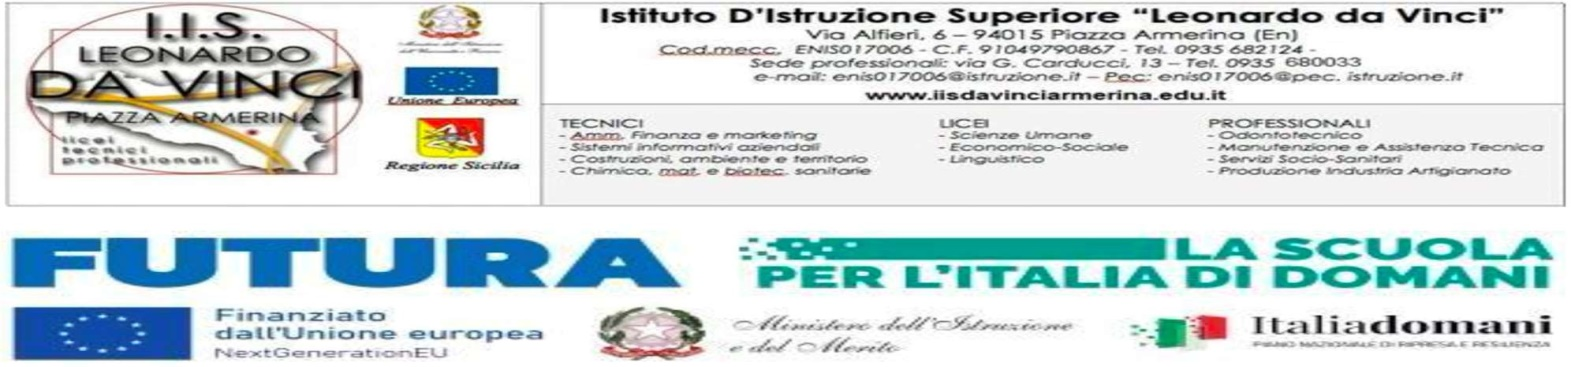 I.I.S.
LEONARDO
DA VINCI
PIAZZA ARMERINA
licei
tecnici
professionali
Unione Europea
Regione Sicilia
Istituto D'Istruzione Superiore "Leonardo da Vinci"
Via Alfieri, 6 – 94015 Piazza Armerina (En)
Cod.mecc. ENIS017006 - C.F. 91049790867 - Tel. 0935 682124 -
Sede professionali: via G. Carducci, 13 – Tel. 0935 680033
e-mail: enis017006@istruzione.it – Pec: enis017006@pec. istruzione.it
www.iisdavinciarmerina.edu.it
TECNICI
- Amm. Finanza e marketing
- Sistemi informativi aziendali
- Costruzioni, ambiente e territorio
- Chimica, mat. e biotec. sanitarie
LICEI
- Scienze Umane
- Economico-Sociale
- Linguistico
PROFESSIONALI
- Odontotecnico
- Manutenzione e Assistenza Tecnica
- Servizi Socio-Sanitari
- Produzione Industria Artigianato
FUTURA
LA SCUOLA
PER L'ITALIA DI DOMANI
Finanziato
dall'Unione europea
NextGenerationEU
Ministero dell'Istruzione
e del Merito
Italiadomani
PIANO NAZIONALE DI RIPRESA E RESILIENZA